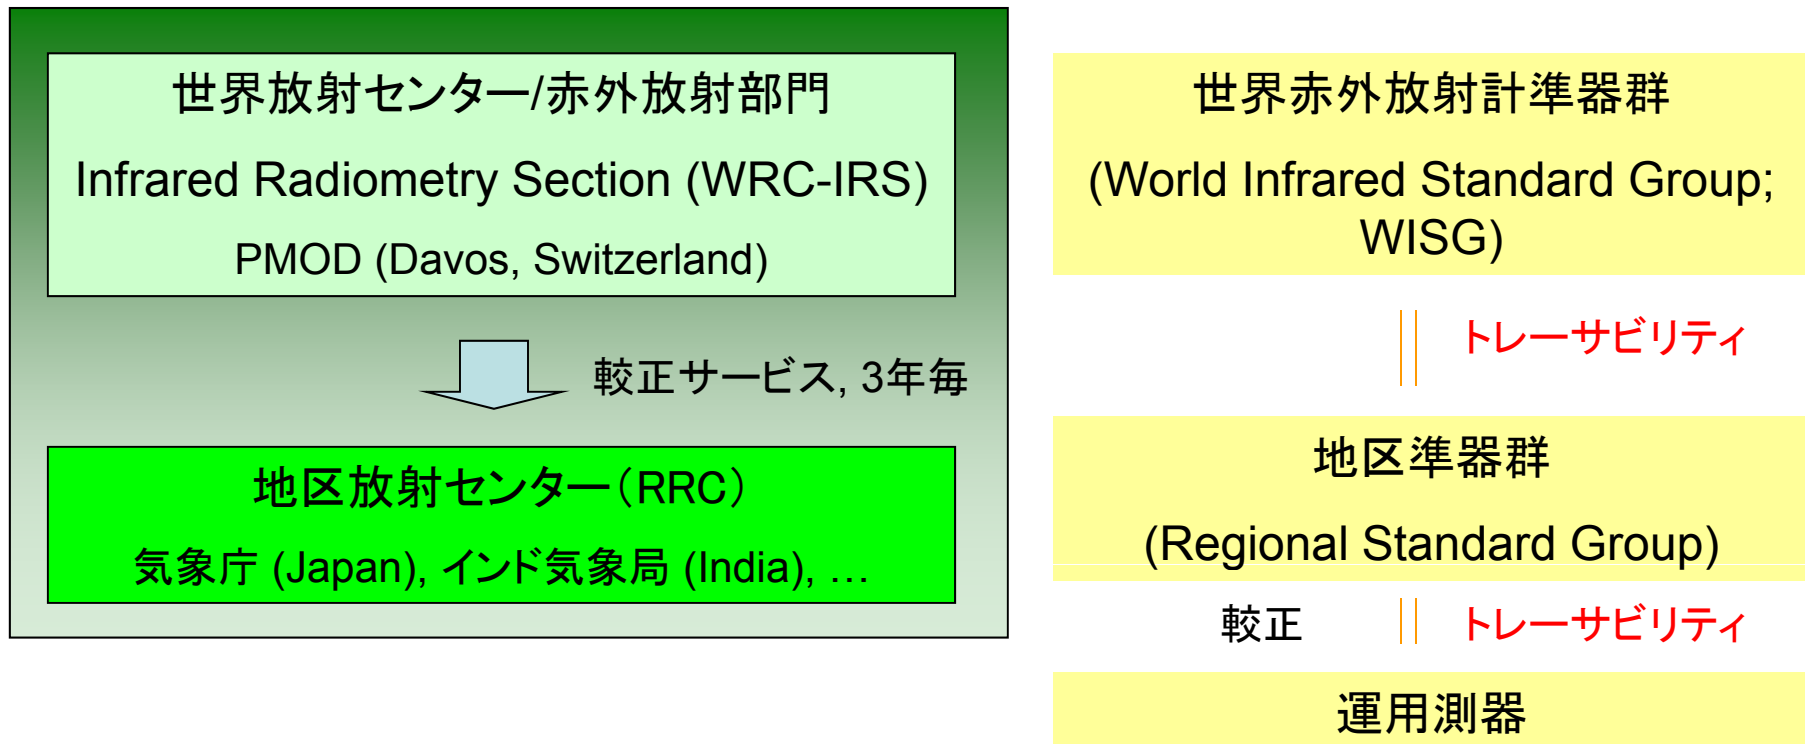 世界放射センター/赤外放射部門
Infrared Radiometry Section (WRC-IRS)
PMOD (Davos, Switzerland)
較正サービス, 3年毎
地区放射センター（RRC）
気象庁 (Japan), インド気象局 (India), …
世界赤外放射計準器群
(World Infrared Standard Group;
WISG)
トレーサビリティ
地区準器群
(Regional Standard Group)
較正 トレーサビリティ
運用測器